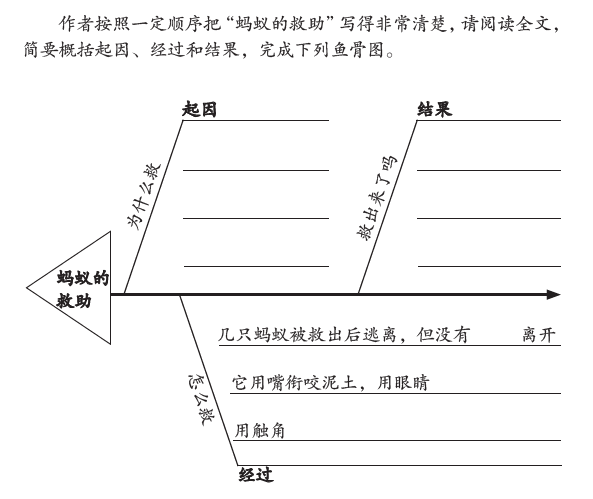 作者按照一定顺序把“蚂蚁的救助”写得非常清楚，请阅读全文，
简要概括起因、经过和结果，完成下列鱼骨图。
起因
结果
为什么救
救出来了吗
蚂蚁的
救助
几只蚂蚁被救出后逃离，但没有 离开
它用嘴衔咬泥土，用眼睛
用触角
怎么救
经过